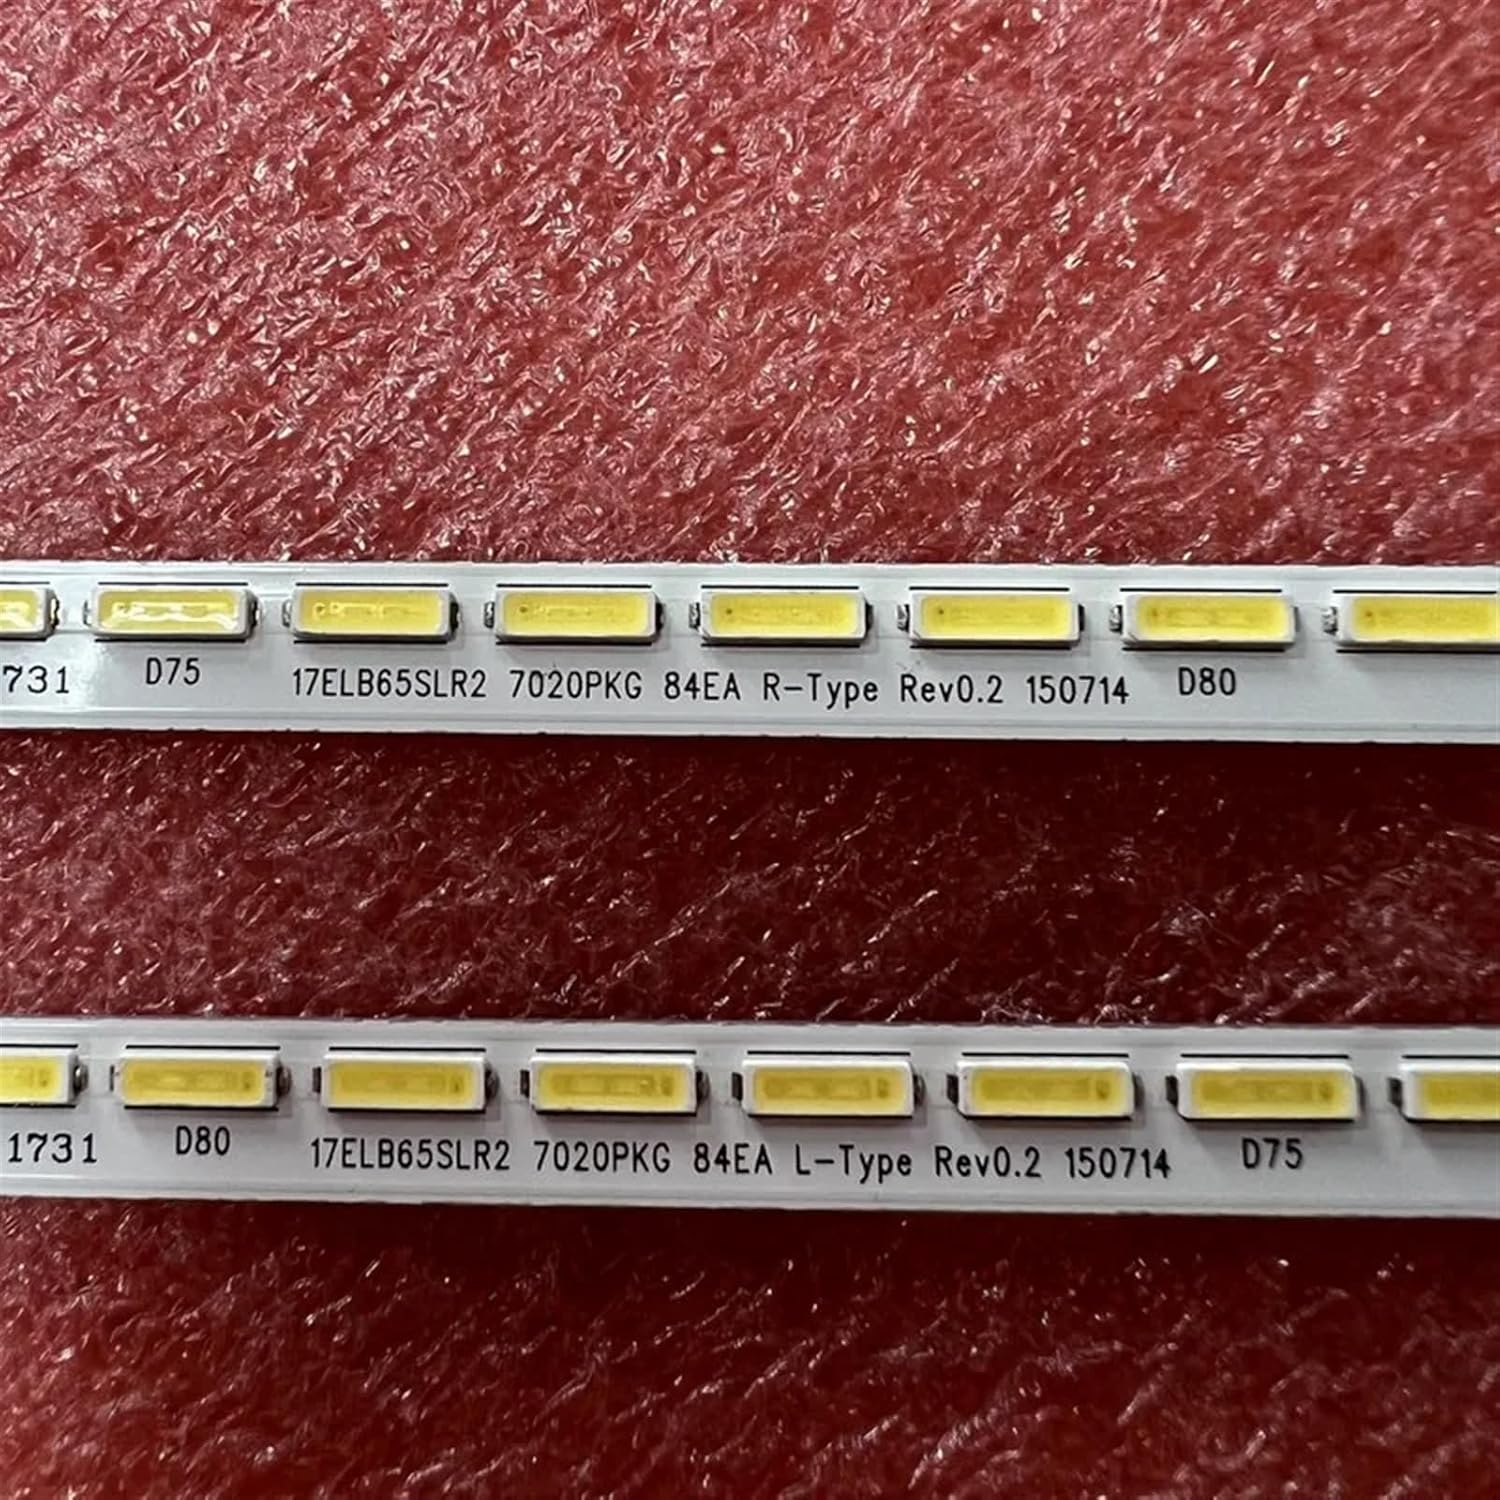 731 D75 17ELB65SLR2 7020PKG 84EA R-Type Rev0.2 150714 D80
1731 D80 17ELB65SLR2 7020PKG 84EA L-Type Rev0.2 150714 D75